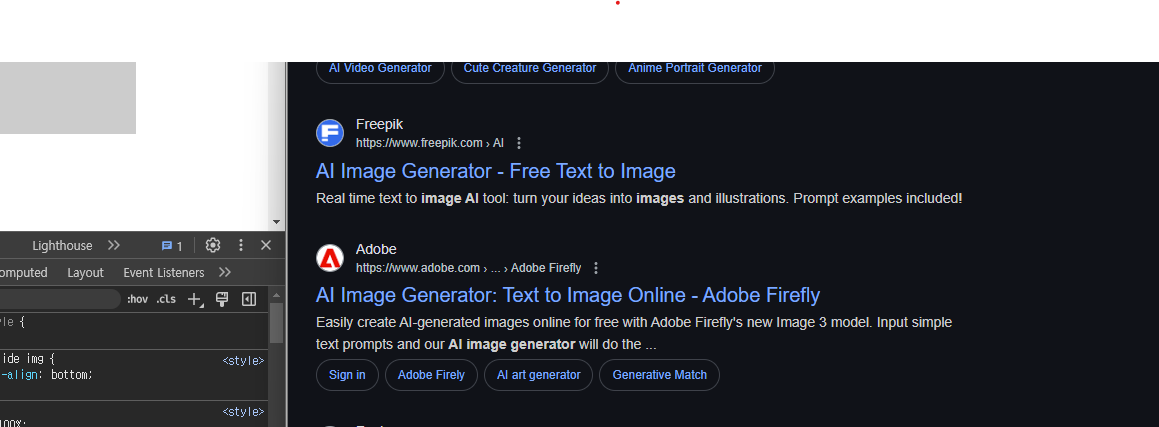 AI Video Generator
Cute Creature Generator
Anime Portrait Generator
Freepik
https://www.freepik.com › AI
AI Image Generator - Free Text to Image
Real time text to image AI tool: turn your ideas into images and illustrations. Prompt examples included!
Lighthouse
1
Adobe
https://www.adobe.com › ... › Adobe Firefly
omputed
Layout
Event Listeners
AI Image Generator: Text to Image Online - Adobe Firefly
:hov
.cls
Easily create AI-generated images online for free with Adobe Firefly's new Image 3 model. Input simple
text prompts and our AI image generator will do the ...
yle {
ide img {
<style>
-align: bottom;
Sign in
Adobe Firely
AI art generator
Generative Match
<style>
100%;